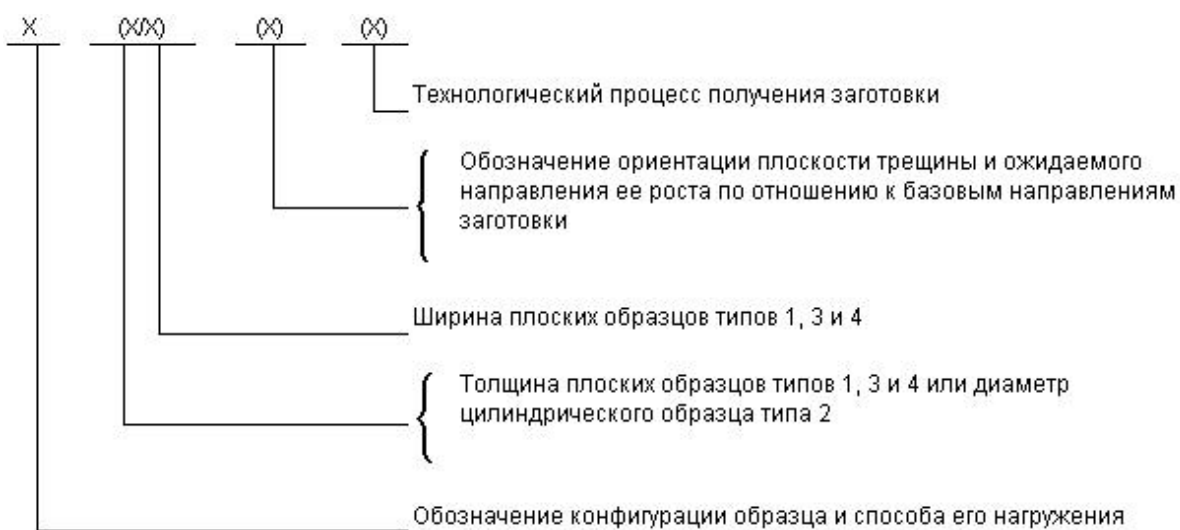 X (X/X) (X) (X)
Технологический процесс получения заготовки
Обозначение ориентации плоскости трещины и ожидаемого
направления ее роста по отношению к базовым направлениям
заготовки
Ширина плоских образцов типов 1, 3 и 4
Толщина плоских образцов типов 1, 3 и 4 или диаметр
цилиндрического образца типа 2
Обозначение конфигурации образца и способа его нагружения